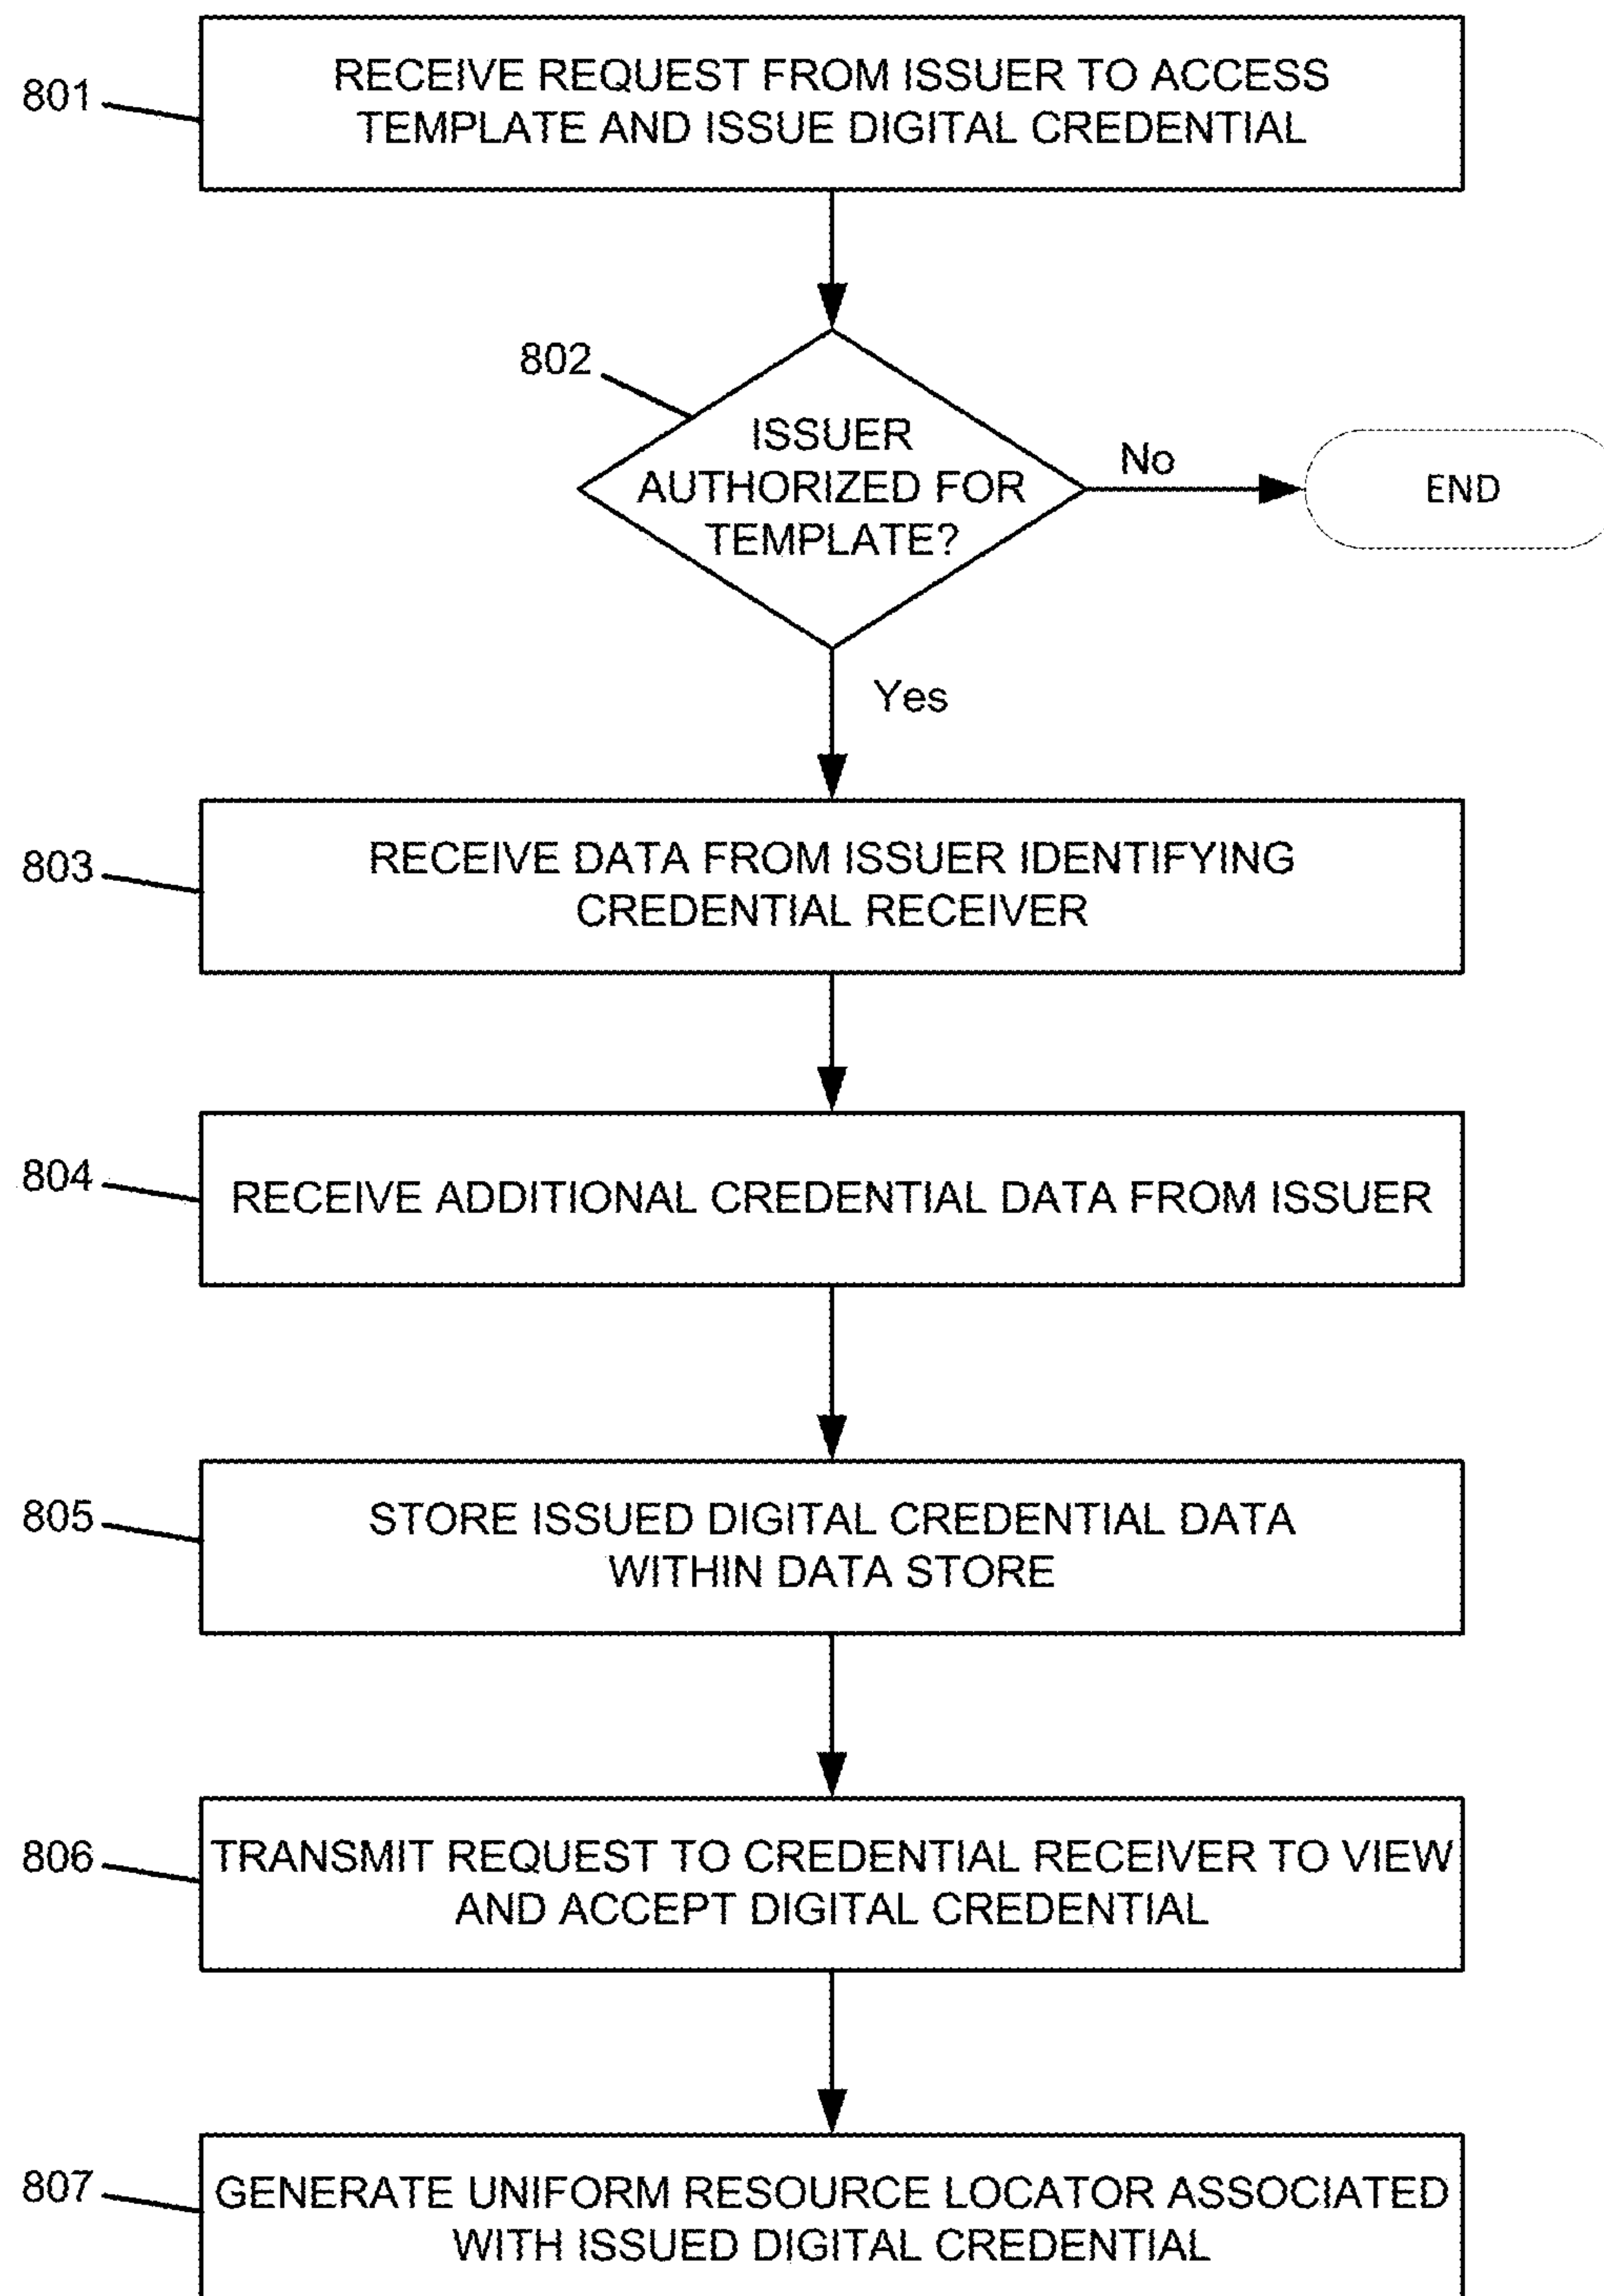 801
RECEIVE REQUEST FROM ISSUER TO ACCESS
TEMPLATE AND ISSUE DIGITAL CREDENTIAL
802
ISSUER
AUTHORIZED FOR
TEMPLATE?
No
END
Yes
803
RECEIVE DATA FROM ISSUER IDENTIFYING
CREDENTIAL RECEIVER
804
RECEIVE ADDITIONAL CREDENTIAL DATA FROM ISSUER
805
STORE ISSUED DIGITAL CREDENTIAL DATA
WITHIN DATA STORE
806
TRANSMIT REQUEST TO CREDENTIAL RECEIVER TO VIEW
AND ACCEPT DIGITAL CREDENTIAL
807
GENERATE UNIFORM RESOURCE LOCATOR ASSOCIATED
WITH ISSUED DIGITAL CREDENTIAL